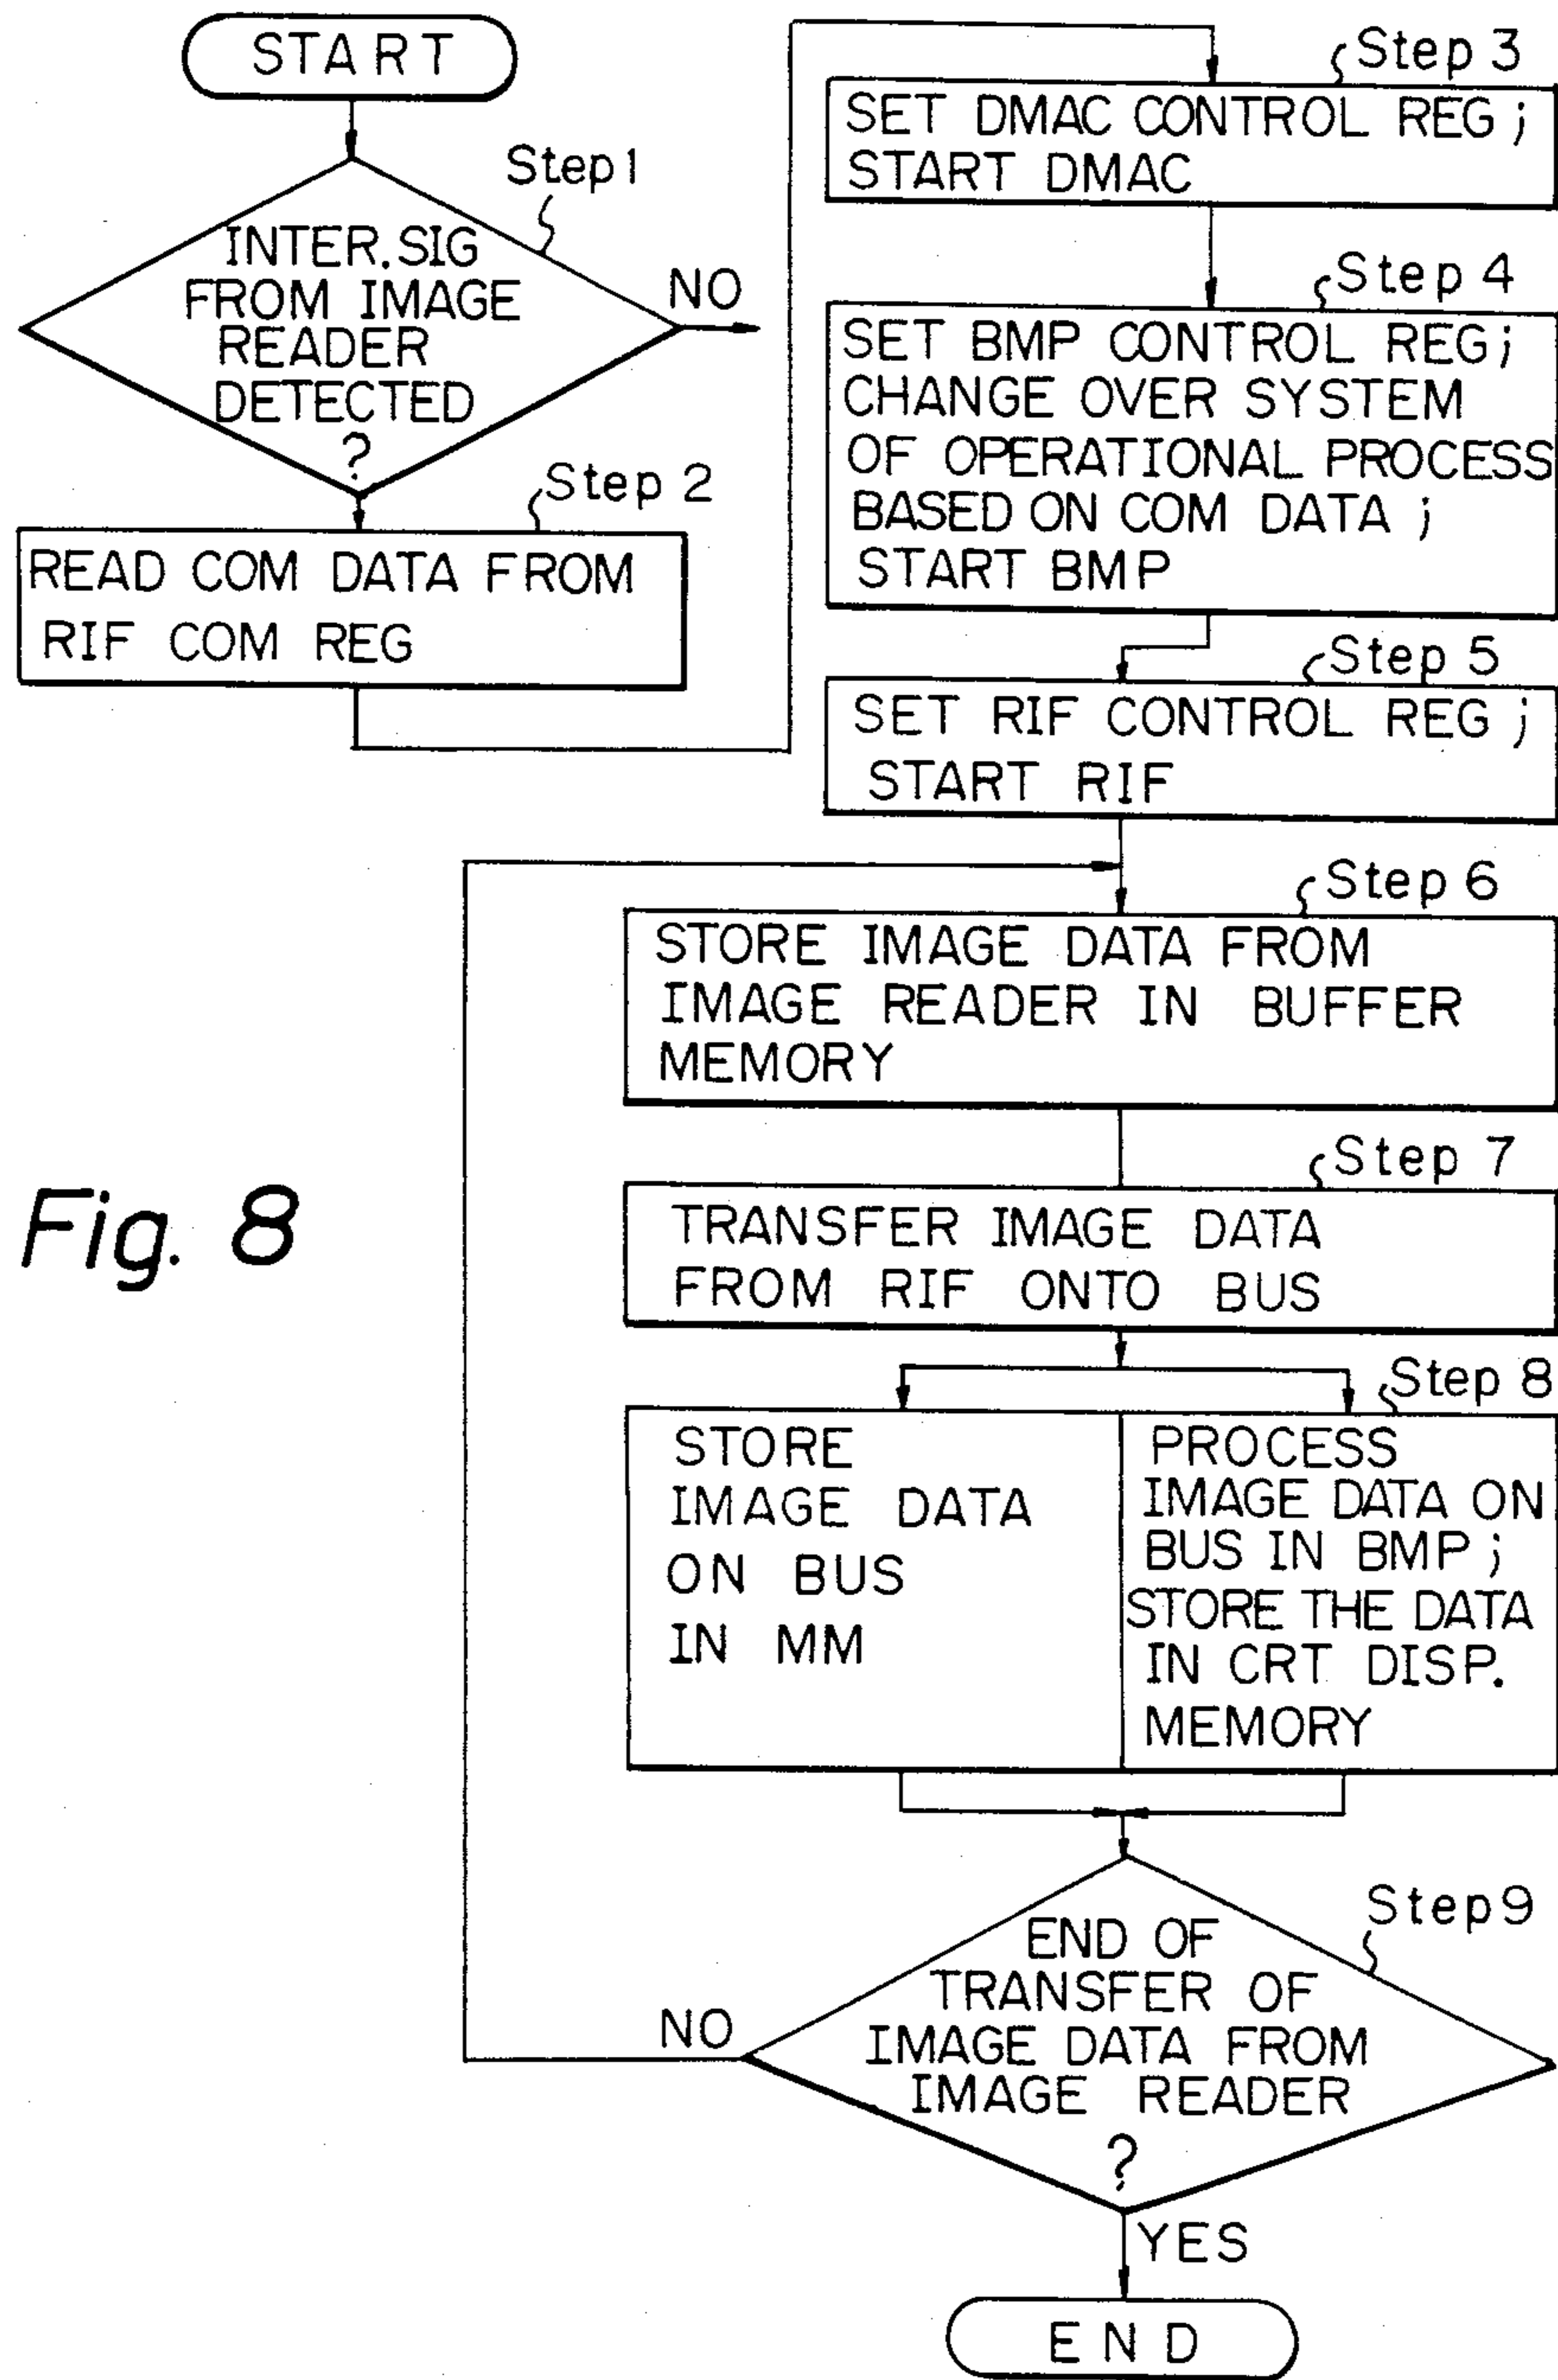 START
Step 1
INTER.SIG
FROM IMAGE
READER
DETECTED
?
NO
Step 2
READ COM DATA FROM
RIF COM REG
Step 3
SET DMAC CONTROL REG ;
START DMAC
Step 4
SET BMP CONTROL REG;
CHANGE OVER SYSTEM
OF OPERATIONAL PROCESS
BASED ON COM DATA ;
START BMP
Step 5
SET RIF CONTROL REG ;
START RIF
Step 6
STORE IMAGE DATA FROM
IMAGE READER IN BUFFER
MEMORY
Step 7
TRANSFER IMAGE DATA
FROM RIF ONTO BUS
Fig. 8
Step 8
STORE
IMAGE DATA
ON BUS
IN MM
PROCESS
IMAGE DATA ON
BUS IN BMP ;
STORE THE DATA
IN CRT DISP.
MEMORY
Step 9
END OF
TRANSFER OF
IMAGE DATA FROM
IMAGE READER
?
NO
YES
END